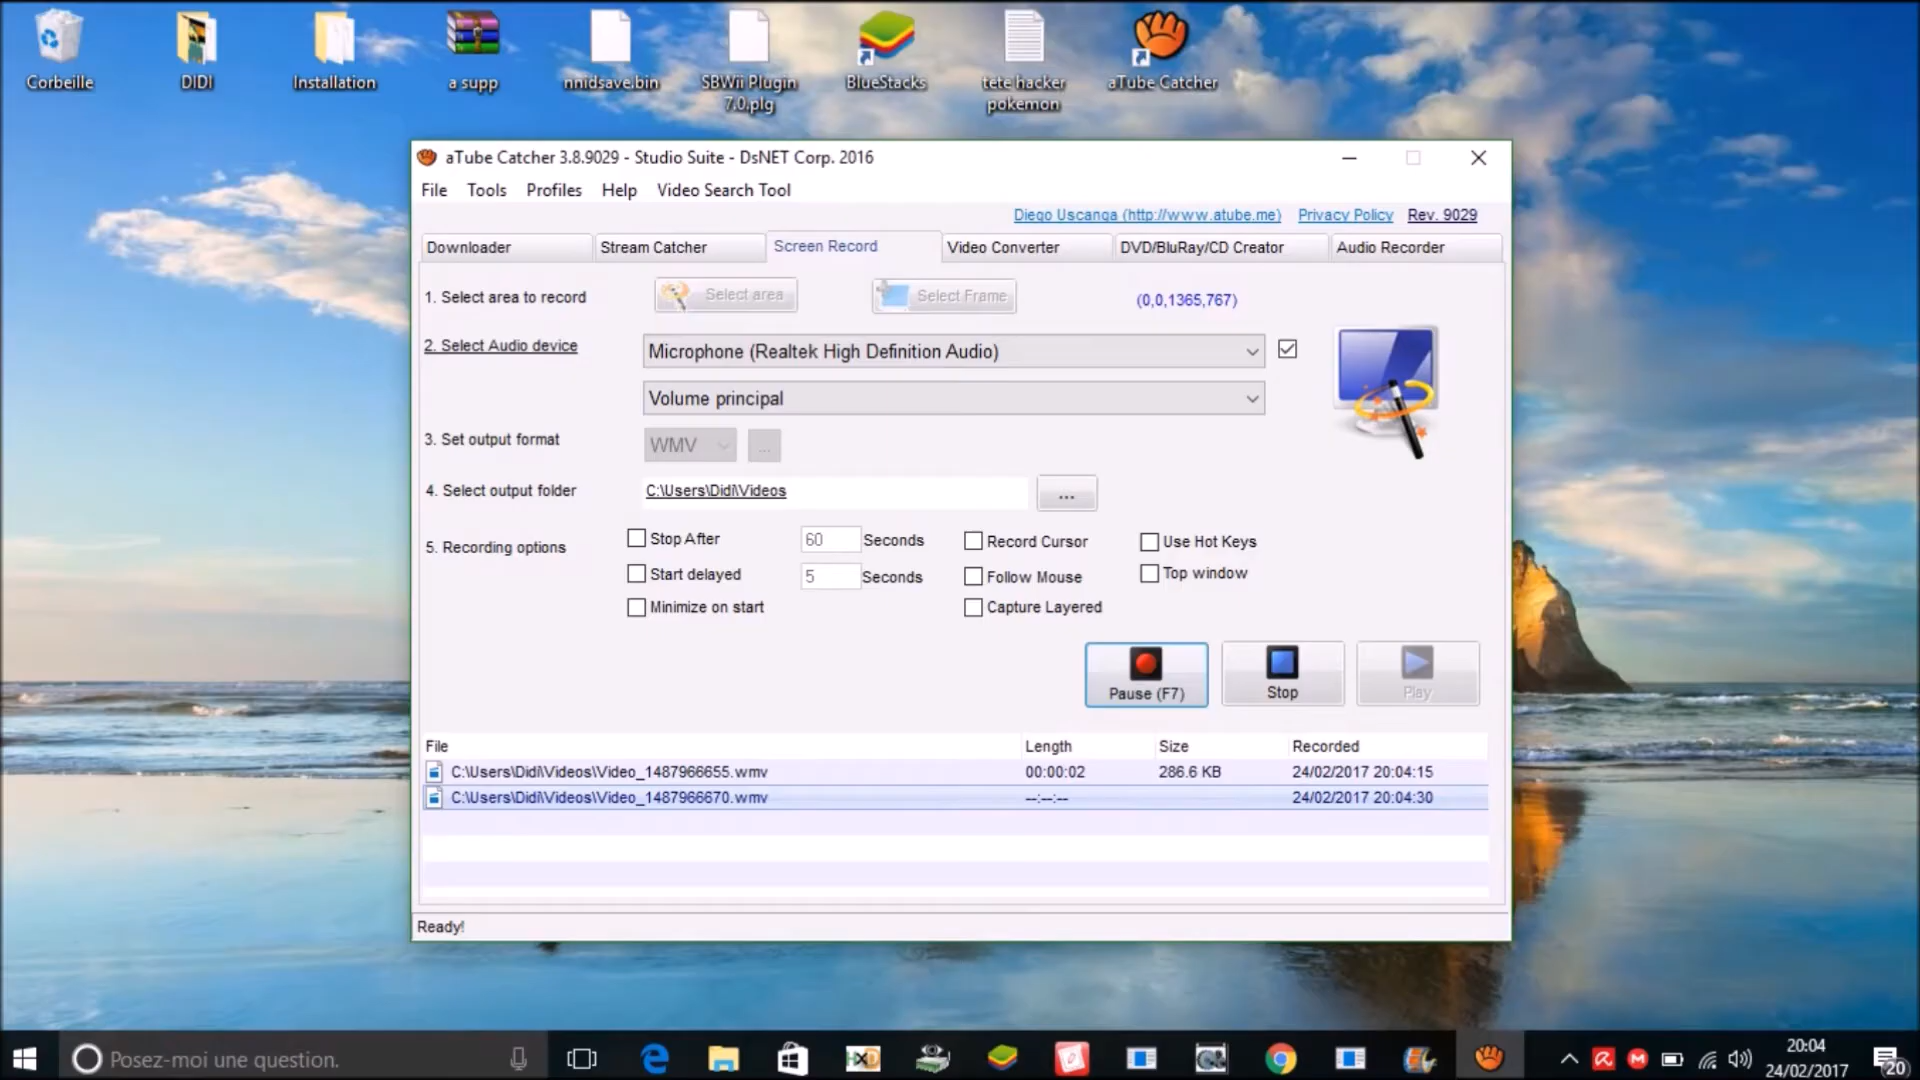 Corbeille
DIDI
Installation
a supp
nnidsave.bin
SBWii Plugin
7.0.plg
BlueStacks
tete hacker
pokemon
aTube Catcher
aTube Catcher 3.8.9029 - Studio Suite - DsNET Corp. 2016
File Tools Profiles Help Video Search Tool
Diego Uscanga (http://www.atube.me) Privacy Policy Rev. 9029
Downloader Stream Catcher Screen Record Video Converter DVD/BluRay/CD Creator Audio Recorder
1. Select area to record Select area Select Frame (0,0,1365,767)
2. Select Audio device Microphone (Realtek High Definition Audio)
Volume principal
3. Set output format WMV ...
4. Select output folder C:\Users\Didi\Videos ...
5. Recording options
Stop After 60 Seconds Record Cursor Use Hot Keys
Start delayed 5 Seconds Follow Mouse Top window
Minimize on start Capture Layered
Pause (F7) Stop Play
File Length Size Recorded
C:\Users\Didi\Videos\Video_1487966655.wmv 00:00:02 286.6 KB 24/02/2017 20:04:15
C:\Users\Didi\Videos\Video_1487966670.wmv --:--:-- 24/02/2017 20:04:30
Ready!
Posez-moi une question.
20:04
24/02/2017
20